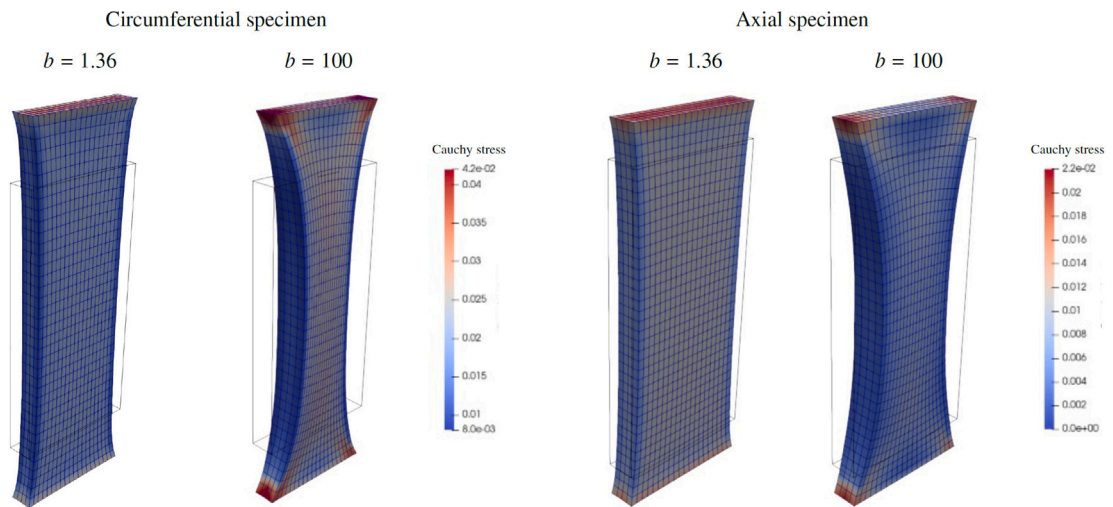 Circumferential specimen
Axial specimen
b = 1.36
b = 100
b = 1.36
b = 100
Cauchy stress
4.2e-02
0.04
0.035
0.03
0.025
0.02
0.015
0.01
8.0e-03
Cauchy stress
2.2e-02
0.02
0.018
0.016
0.014
0.012
0.01
0.008
0.006
0.004
0.002
0.0e+00